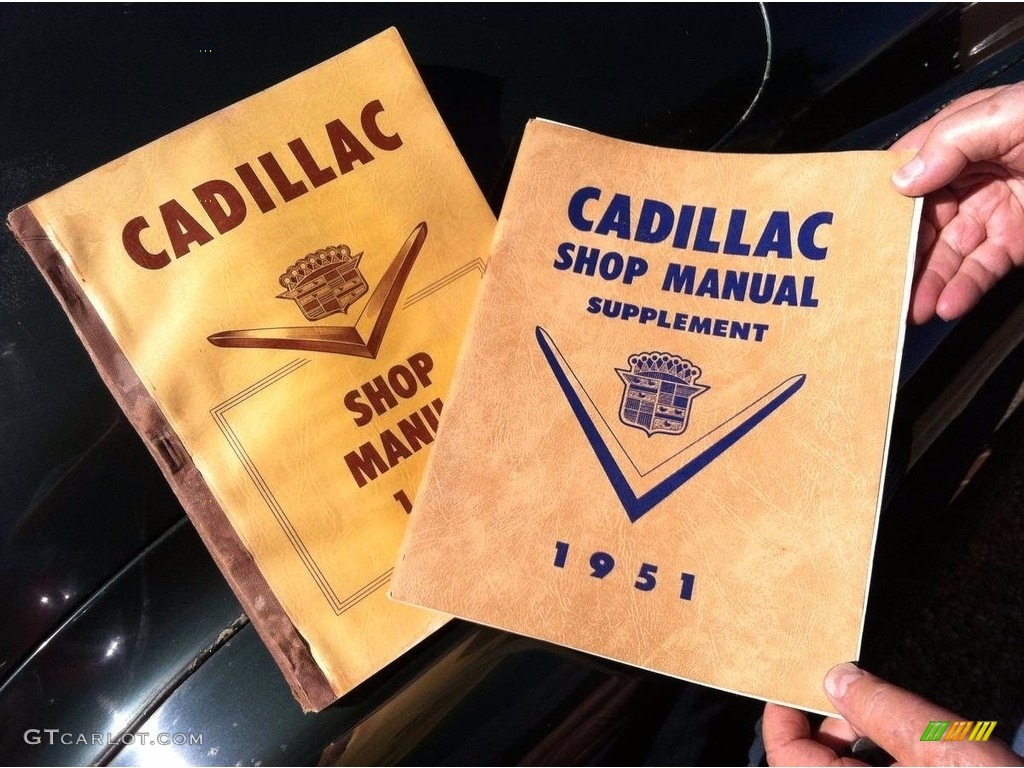 CADILLAC
SHOP
CADILLAC
SHOP MANUAL
SUPPLEMENT
1951
GTCARLOT.COM